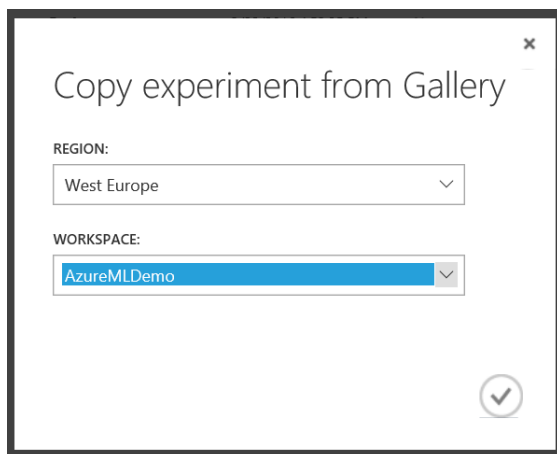 Copy experiment from Gallery
REGION:
West Europe
WORKSPACE:
AzureMLDemo